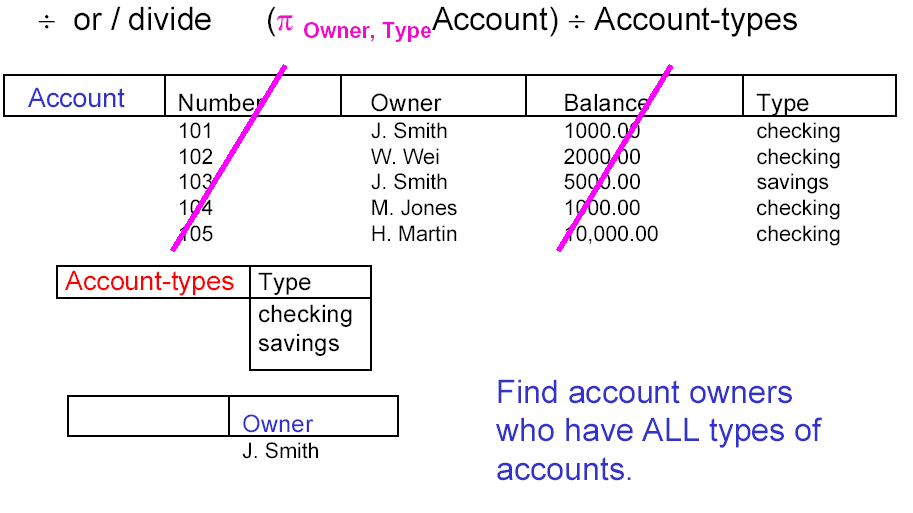 ÷ or / divide (π Owner, Type Account) ÷ Account-types
Account Number Owner Balance Type
101 J. Smith 1000.00 checking
102 W. Wei 2000.00 checking
103 J. Smith 5000.00 savings
104 M. Jones 1000.00 checking
105 H. Martin 10,000.00 checking
Account-types Type
checking
savings
Owner
J. Smith
Find account owners
who have ALL types of
accounts.